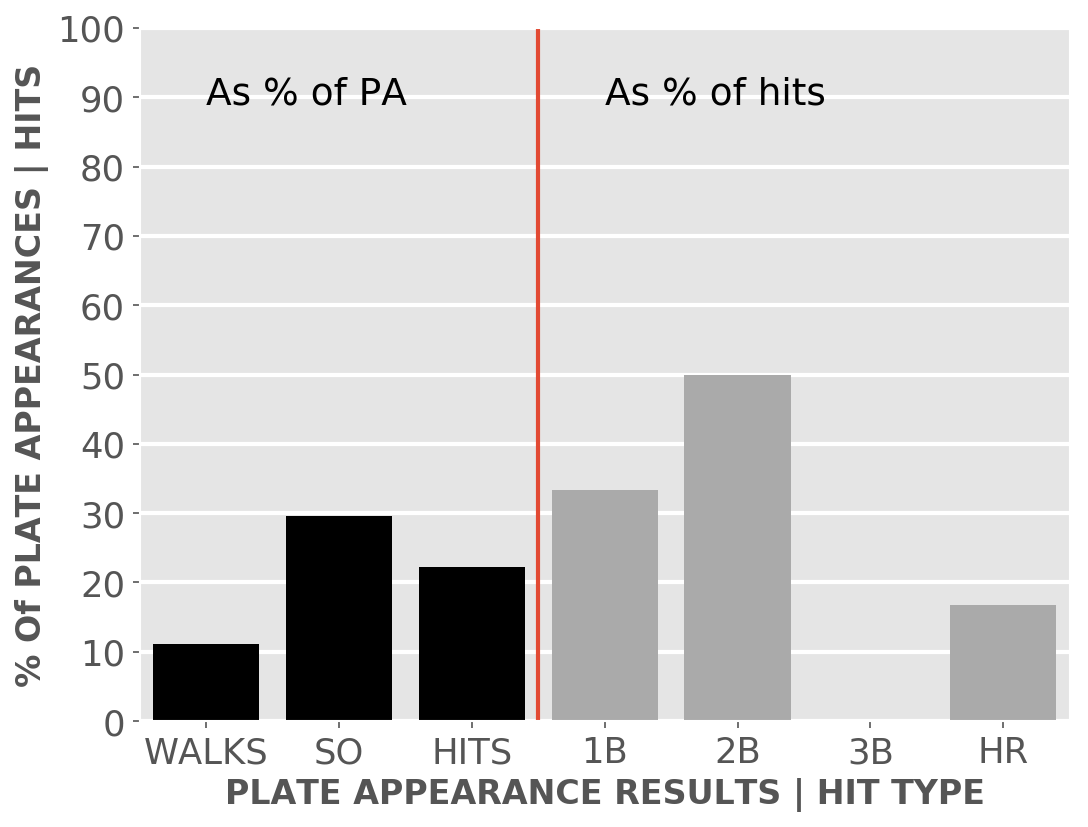 % Of PLATE APPEARANCES | HITS
100
90
80
70
60
50
40
30
20
10
0
As % of PA
As % of hits
WALKS SO HITS 1B 2B 3B HR
PLATE APPEARANCE RESULTS | HIT TYPE